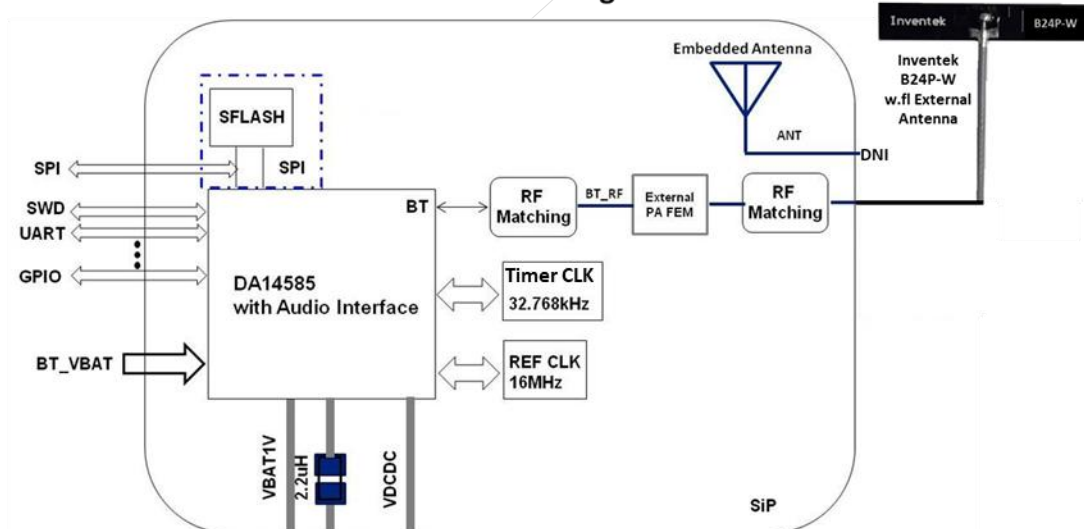 g
Inventek
B24P-W
Embedded Antenna
Inventek
B24P-W
w.fl External
Antenna
SFLASH
ANT
DNI
SPI
SPI
SWD
UART
GPIO
BT
RF
Matching
BT_RF
External
PA FEM
RF
Matching
DA14585
with Audio Interface
Timer CLK
32.768kHz
BT_VBAT
REF CLK
16MHz
VBAT1V
2.2uH
VDCDC
SiP